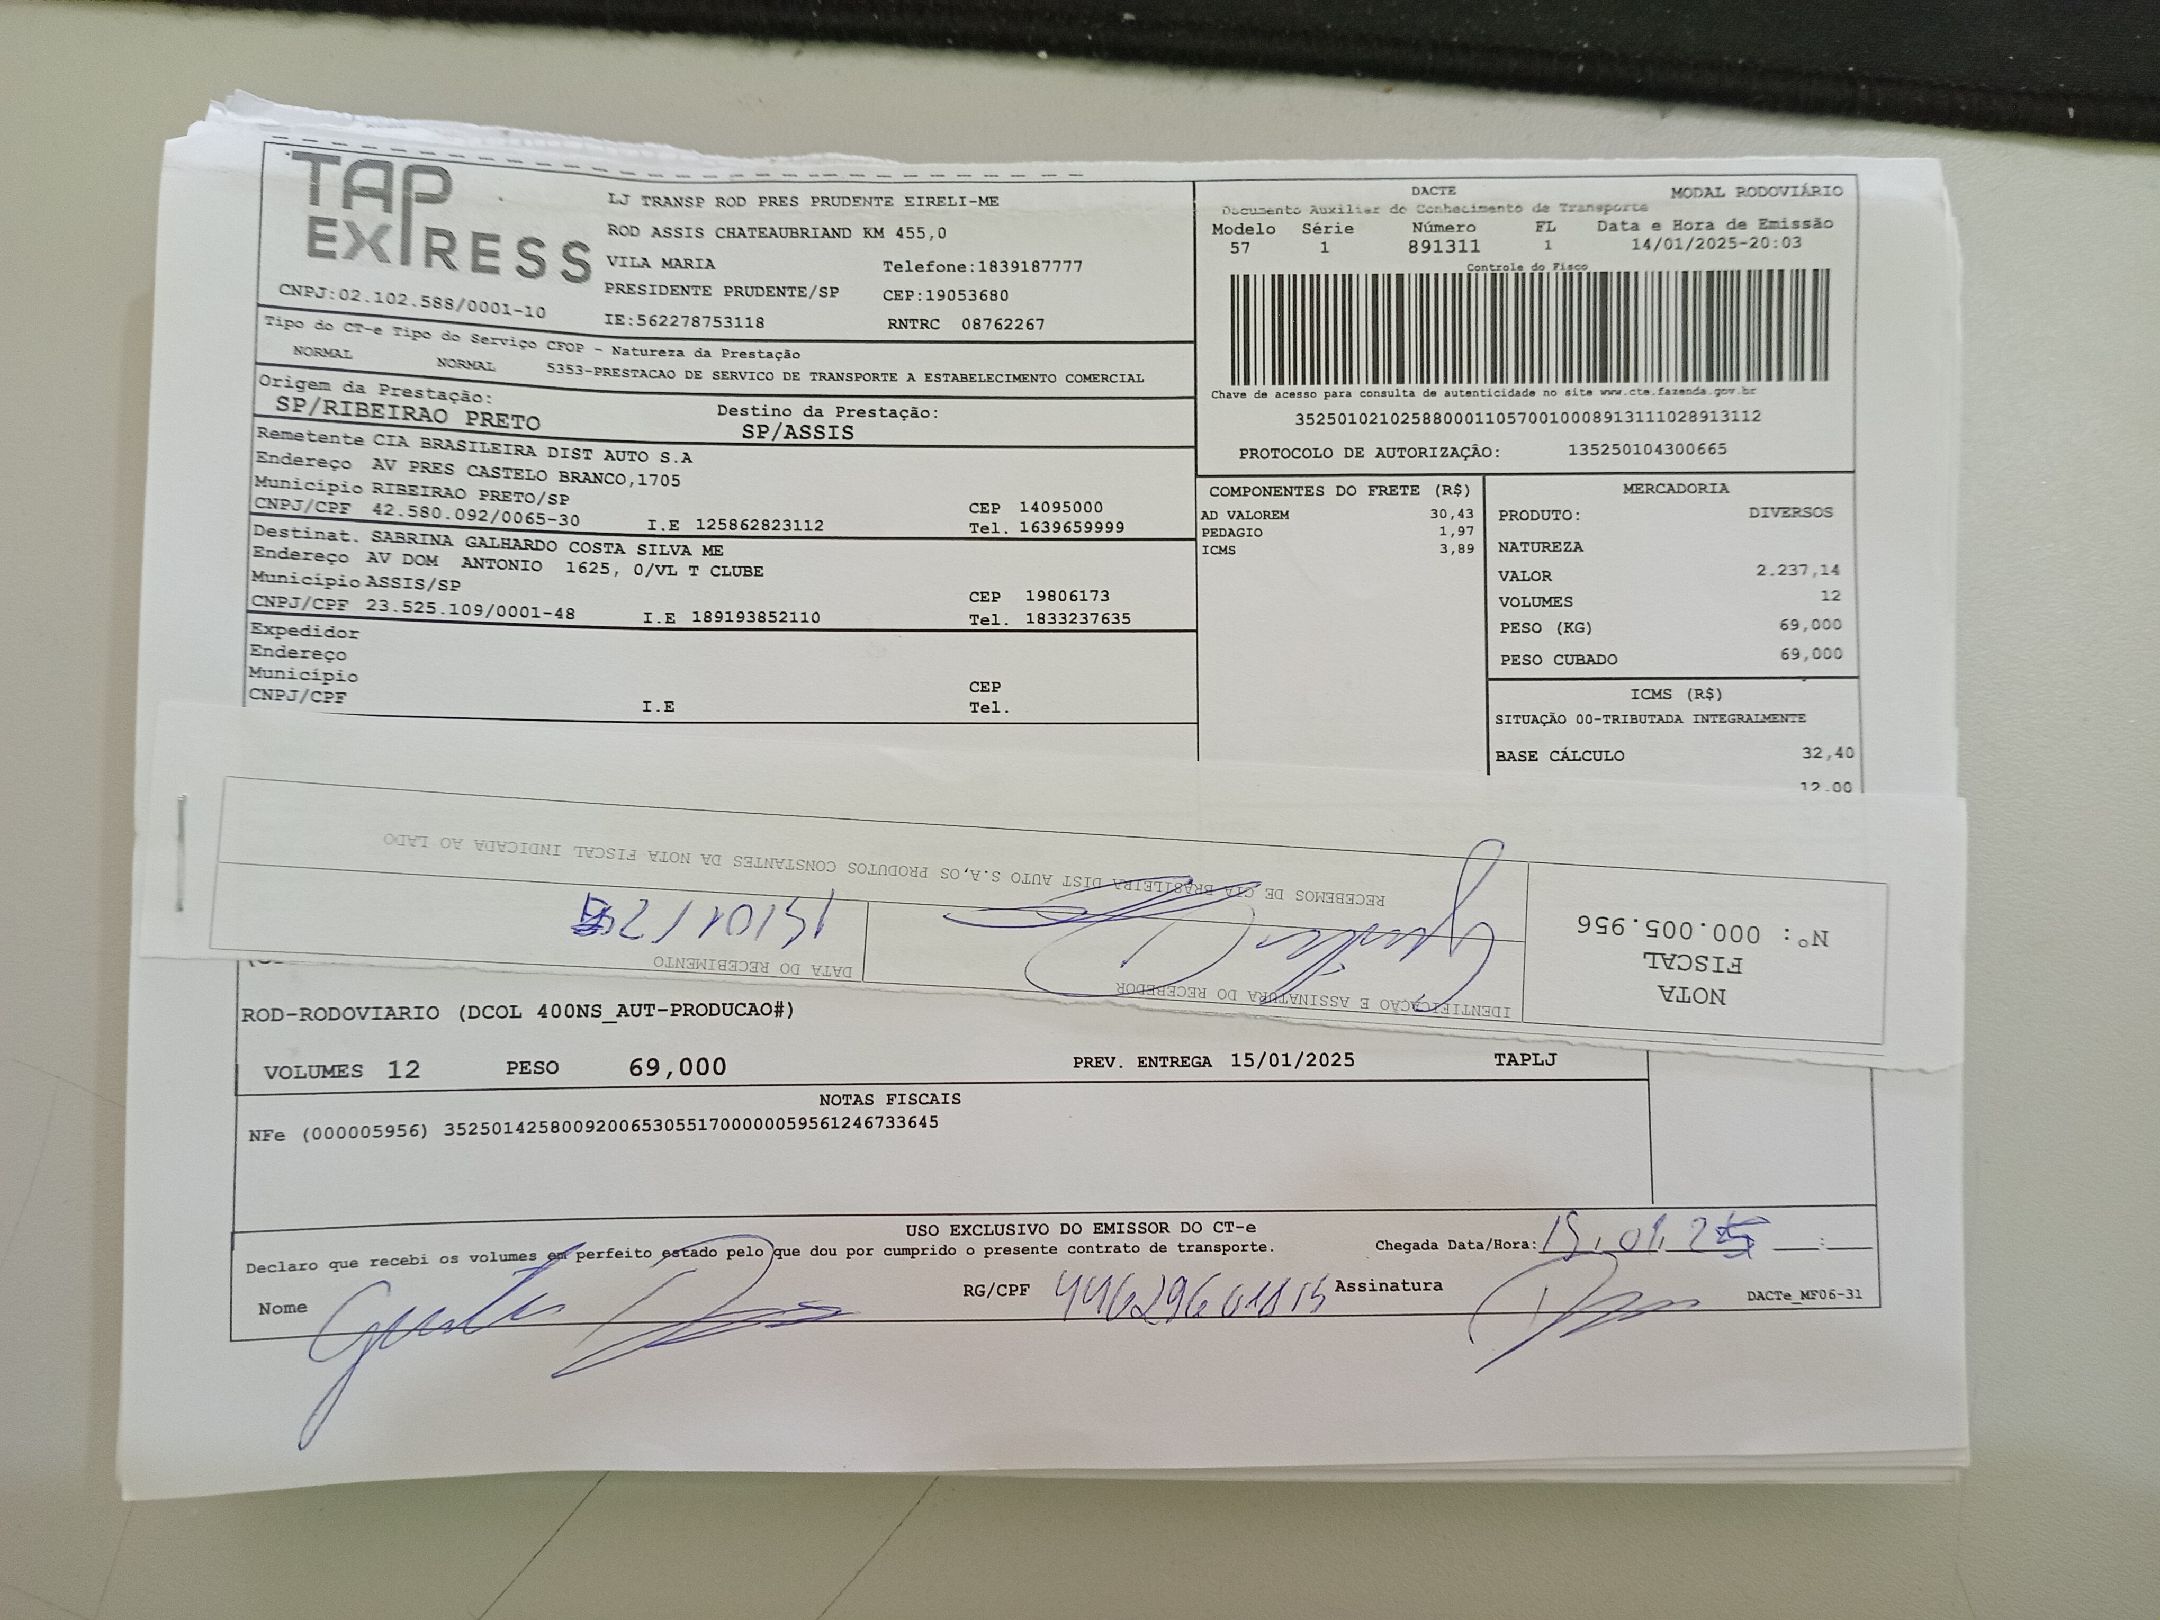 TAP EXPRESS
CNPJ:02.102.588/0001-10
LJ TRANSP ROD PRES PRUDENTE EIRELI-ME
ROD ASSIS CHATEAUBRIAND KM 455,0
VILA MARIA Telefone:1839187777
PRESIDENTE PRUDENTE/SP CEP:19053680
IE:562278753118 RNTRC 08762267
Tipo do CT-e Tipo do Serviço CFOP - Natureza da Prestação
NORMAL NORMAL 5353-PRESTACAO DE SERVICO DE TRANSPORTE A ESTABELECIMENTO COMERCIAL
Origem da Prestação: Destino da Prestação:
SP/RIBEIRAO PRETO SP/ASSIS
Remetente CIA BRASILEIRA DIST AUTO S.A
Endereço AV PRES CASTELO BRANCO,1705
Município RIBEIRAO PRETO/SP CEP 14095000
CNPJ/CPF 42.580.092/0065-30 I.E 125862823112 Tel. 1639659999
Destinat. SABRINA GALHARDO COSTA SILVA ME
Endereço AV DOM ANTONIO 1625, 0/VL T CLUBE
Município ASSIS/SP CEP 19806173
CNPJ/CPF 23.525.109/0001-48 I.E 189193852110 Tel. 1833237635
Expedidor
Endereço
Município CEP
CNPJ/CPF I.E Tel.
DACTE MODAL RODOVIÁRIO
Documento Auxiliar do Conhecimento de Transporte
Modelo Série Número FL Data e Hora de Emissão
57 1 891311 1 14/01/2025-20:03
Controle do Fisco
Chave de acesso para consulta de autenticidade no site www.cte.fazenda.gov.br
35250102102588000110570010008913111028913112
PROTOCOLO DE AUTORIZAÇÃO: 135250104300665
COMPONENTES DO FRETE (R$)
AD VALOREM 30,43
PEDAGIO 1,97
ICMS 3,89
MERCADORIA
PRODUTO: DIVERSOS
NATUREZA
VALOR 2.237,14
VOLUMES 12
PESO (KG) 69,000
PESO CUBADO 69,000
ICMS (R$)
SITUAÇÃO 00-TRIBUTADA INTEGRALMENTE
BASE CÁLCULO 32,40
12,00
NOTA
FISCAL
Nº: 000.005.956
IDENTIFICAÇÃO E ASSINATURA DO RECEBEDOR
DATA DO RECEBIMENTO
15/01/25
RECEBEMOS DE CIA BRASILEIRA DIST AUTO S.A,OS PRODUTOS CONSTANTES DA NOTA FISCAL INDICADA AO LADO
ROD-RODOVIARIO (DCOL 400NS_AUT-PRODUCAO#)
VOLUMES 12 PESO 69,000 PREV. ENTREGA 15/01/2025 TAPLJ
NOTAS FISCAIS
NFe (000005956) 35250142580092006530551700000059561246733645
USO EXCLUSIVO DO EMISSOR DO CT-e
Declaro que recebi os volumes em perfeito estado pelo que dou por cumprido o presente contrato de transporte. Chegada Data/Hora: 15.01.25 __:__
Nome RG/CPF Assinatura DACTe_MF06-31